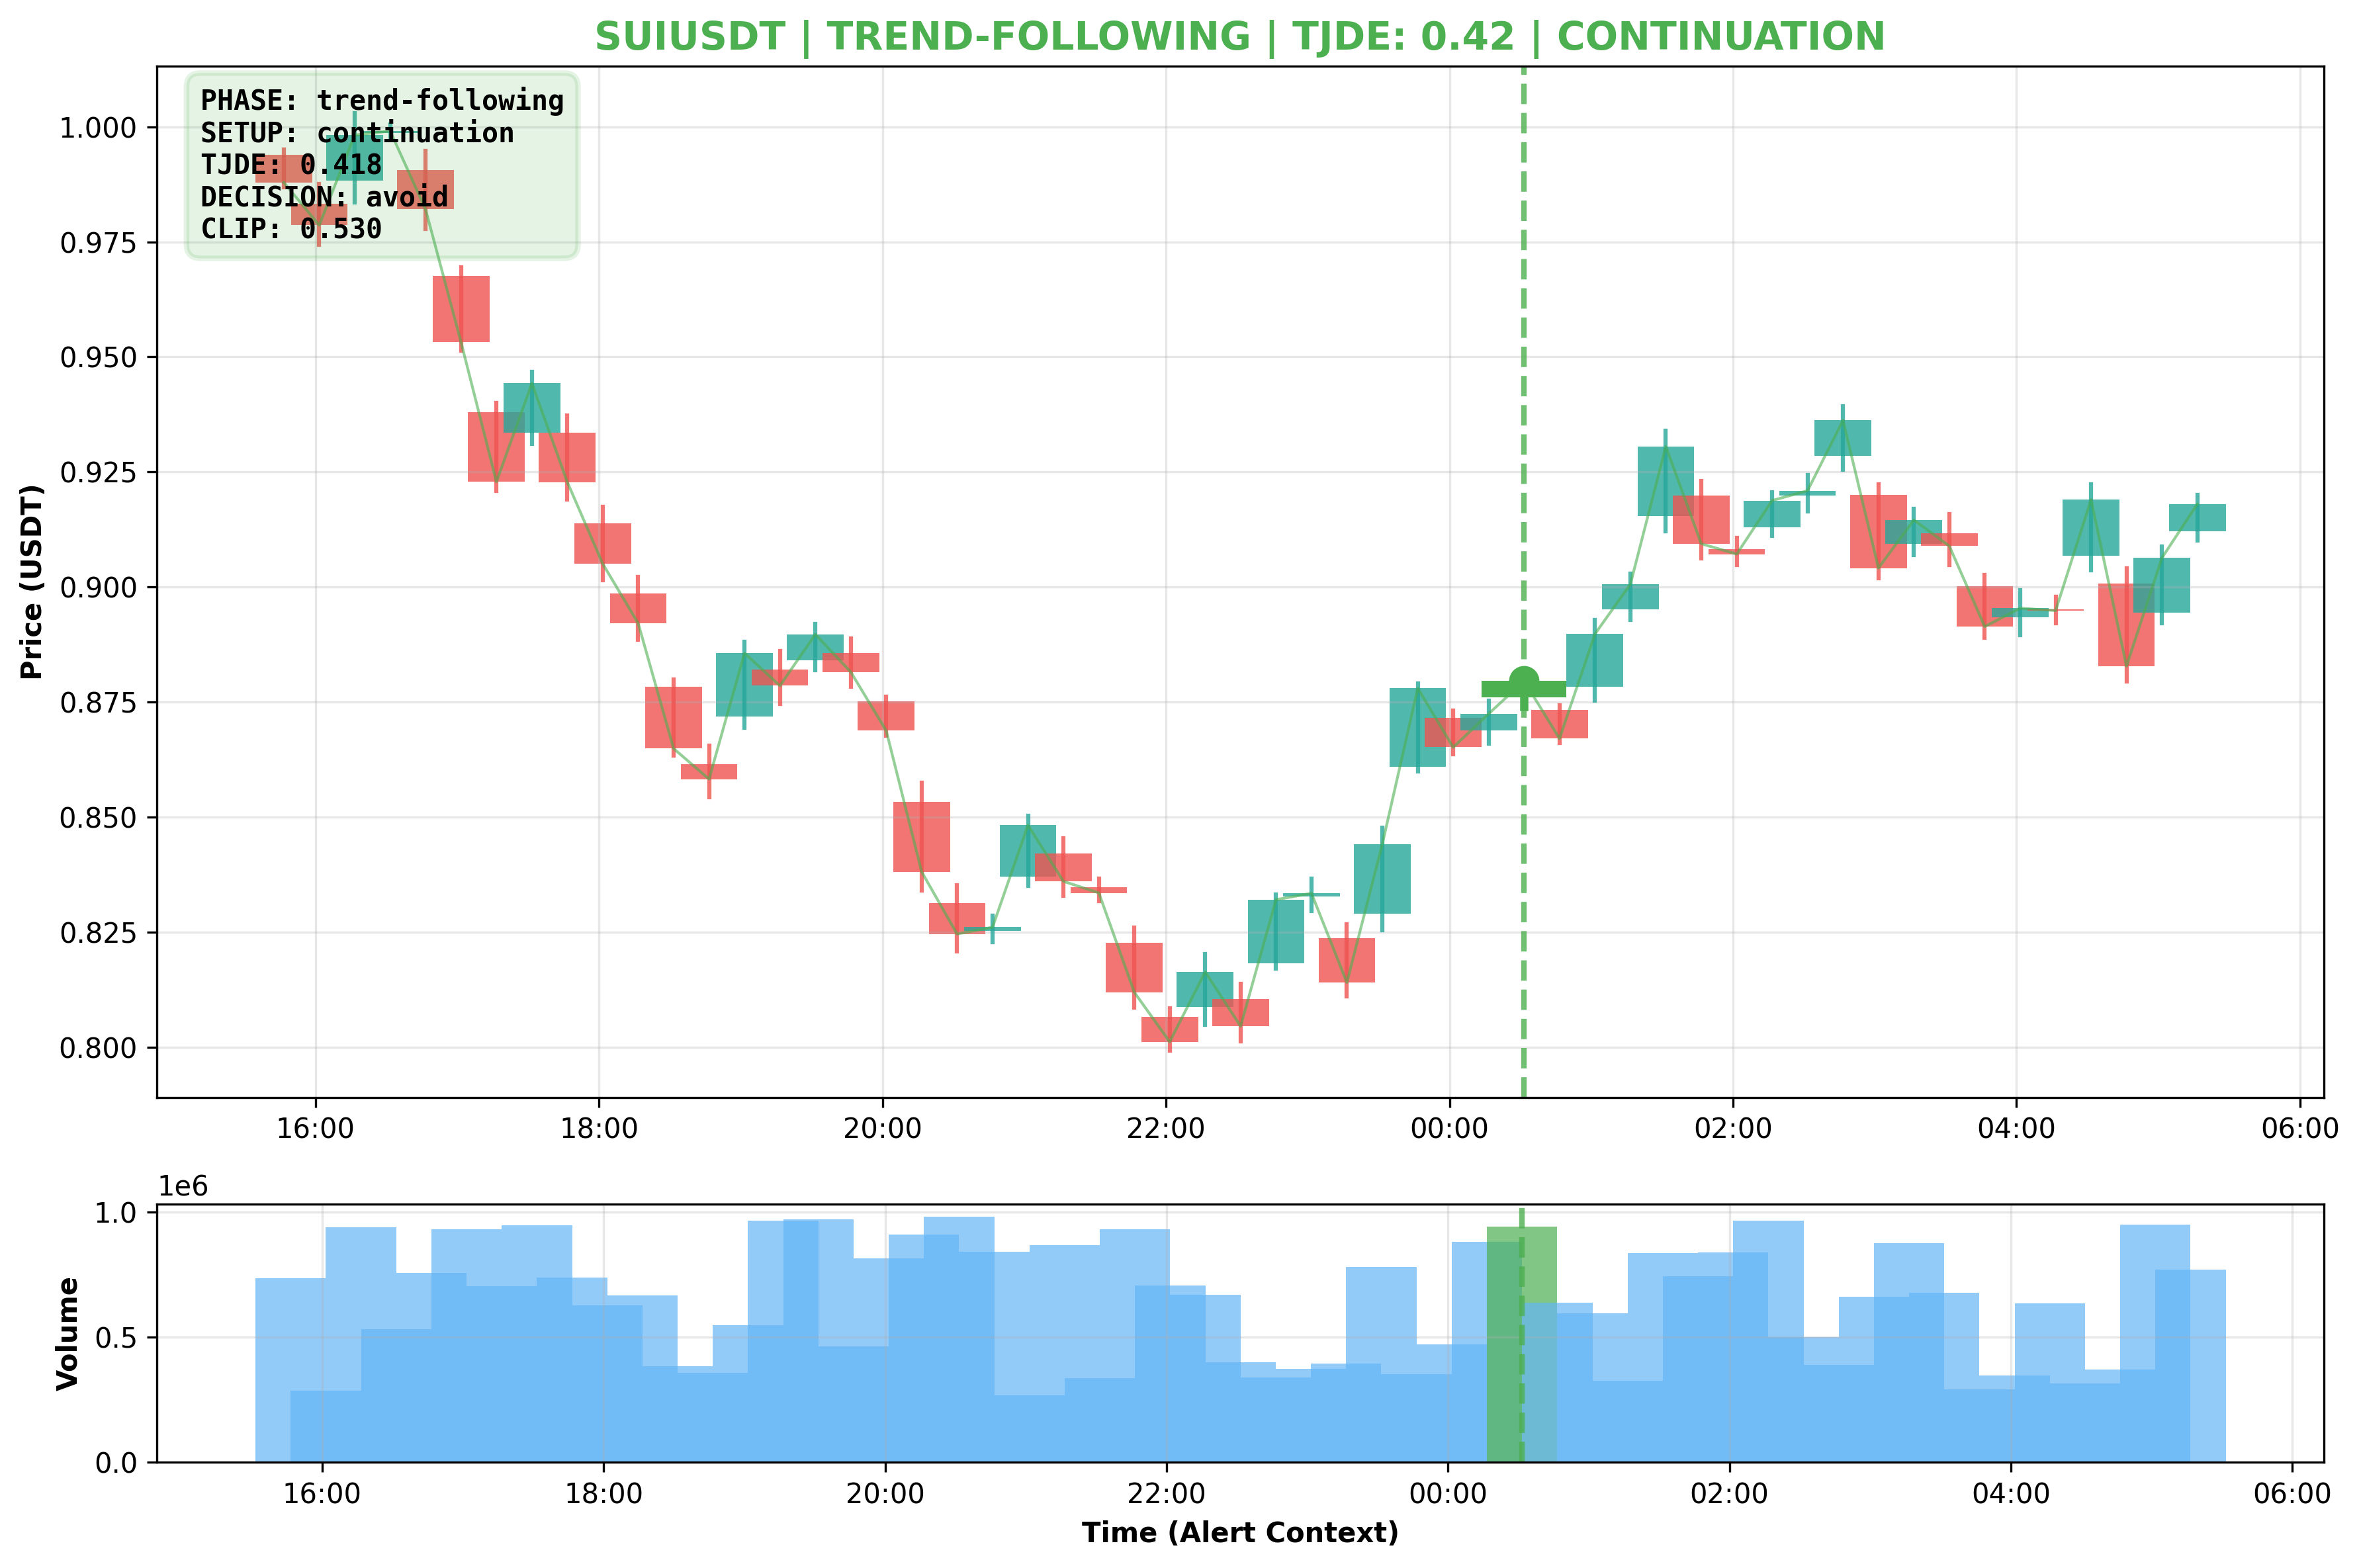 SUIUSDT | TREND-FOLLOWING | TJDE: 0.42 | CONTINUATION
PHASE: trend-following
SETUP: continuation
TJDE: 0.418
DECISION: avoid
CLIP: 0.530
Price (USDT)
1.000
0.975
0.950
0.925
0.900
0.875
0.850
0.825
0.800
16:00 18:00 20:00 22:00 00:00 02:00 04:00 06:00
1e6
Volume
1.0
0.5
0.0
16:00 18:00 20:00 22:00 00:00 02:00 04:00 06:00
Time (Alert Context)